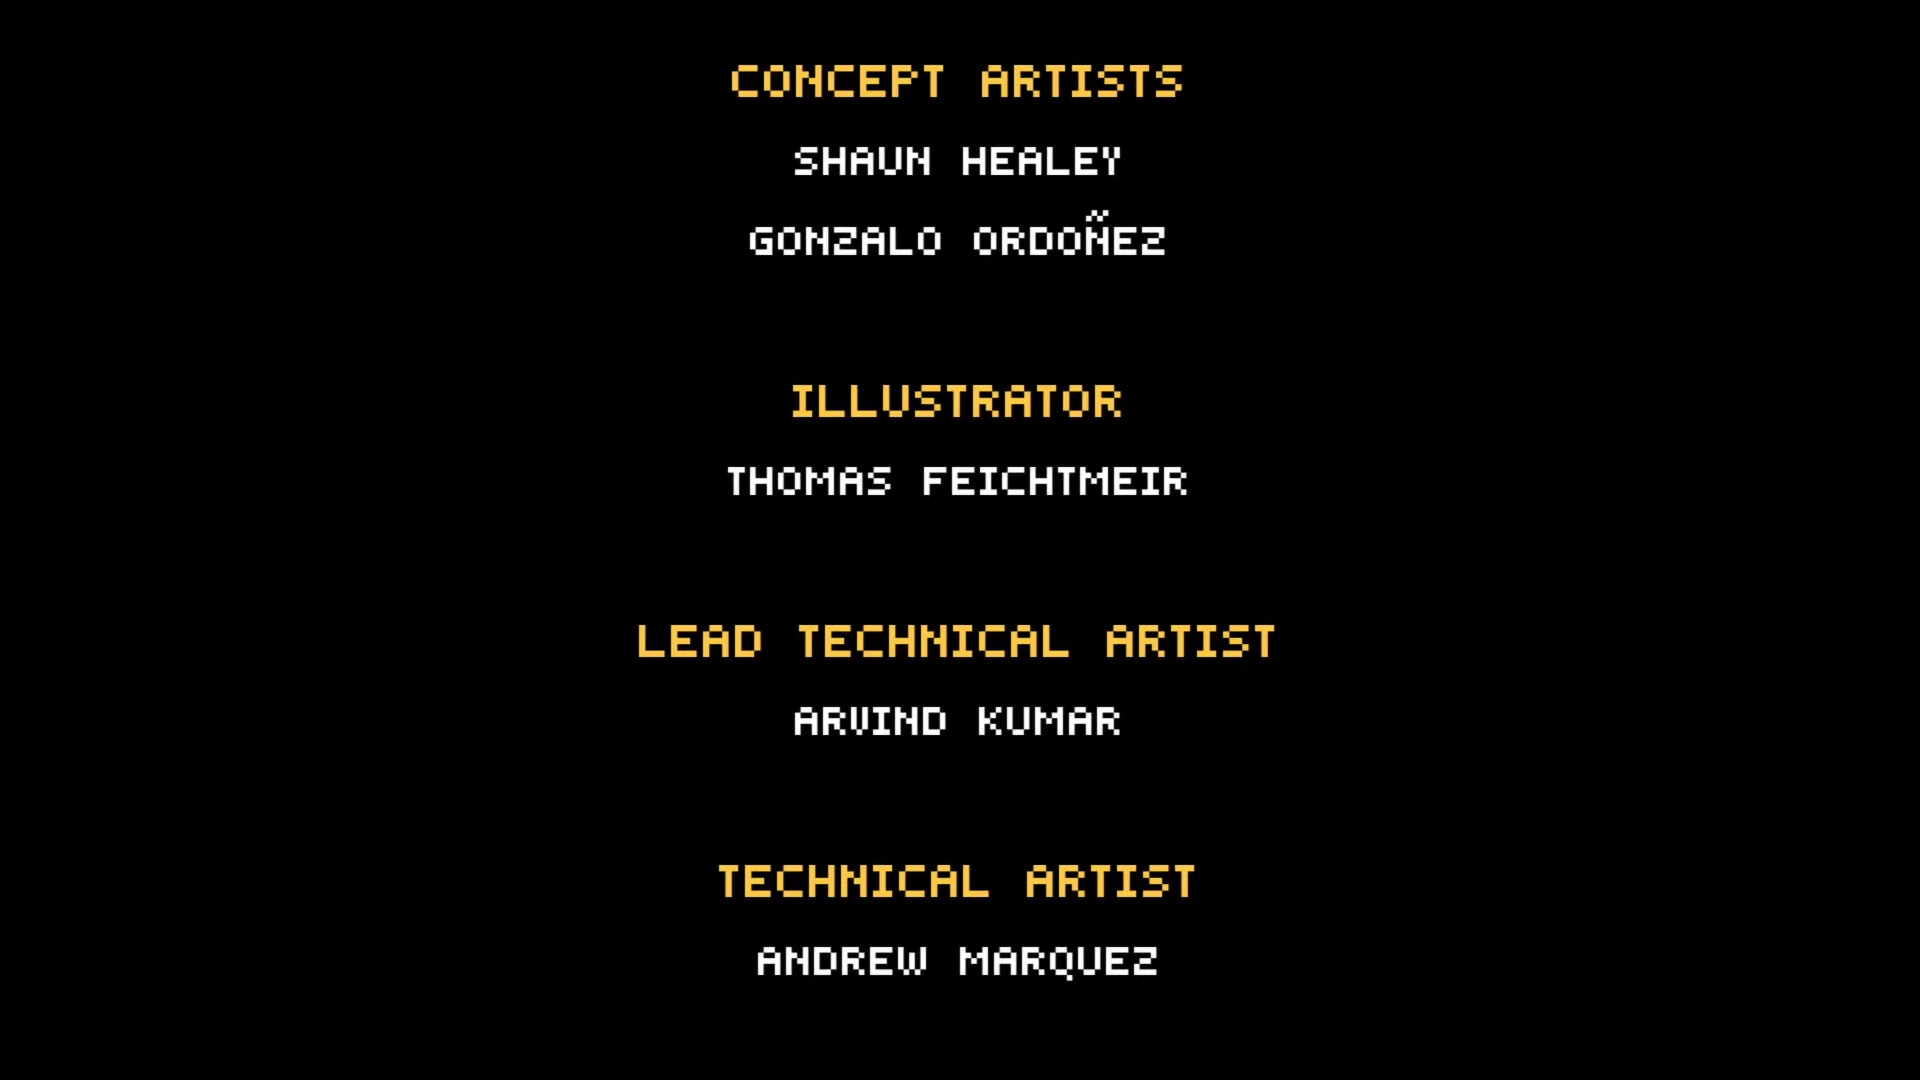 CONCEPT ARTISTS
SHAUN HEALEY
GONZALO ORDOÑEZ
ILLUSTRATOR
THOMAS FEICHTMEIR
LEAD TECHNICAL ARTIST
ARVIND KUMAR
TECHNICAL ARTIST
ANDREW MARQUEZ